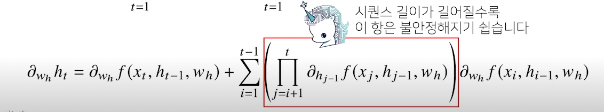 t=1 t=1
시퀀스 길이가 길어질수록
이 항은 불안정해지기 쉽습니다
∂_{w_h} h_t = ∂_{w_h} f(x_t, h_{t−1}, w_h) + ∑_{i=1}^{t−1} ( ∏_{j=i+1}^{t} ∂_{h_{j−1}} f(x_j, h_{j−1}, w_h) ) ∂_{w_h} f(x_i, h_{i−1}, w_h)